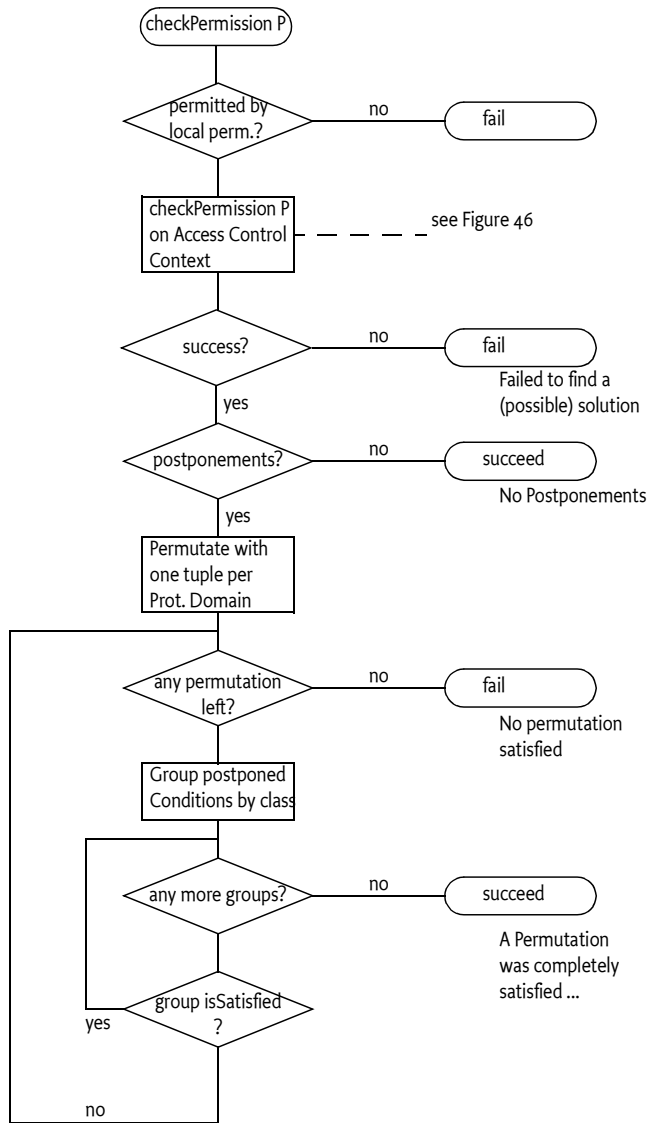 checkPermission P
permitted by
local perm.?
no
fail
checkPermission P
on Access Control
Context
see Figure 46
success?
no
fail
Failed to find a
(possible) solution
yes
postponements?
no
succeed
No Postponements
yes
Permutate with
one tuple per
Prot. Domain
any permutation
left?
no
fail
No permutation
satisfied
Group postponed
Conditions by class
any more groups?
no
succeed
A Permutation
was completely
satisfied ...
group isSatisfied
?
yes
no